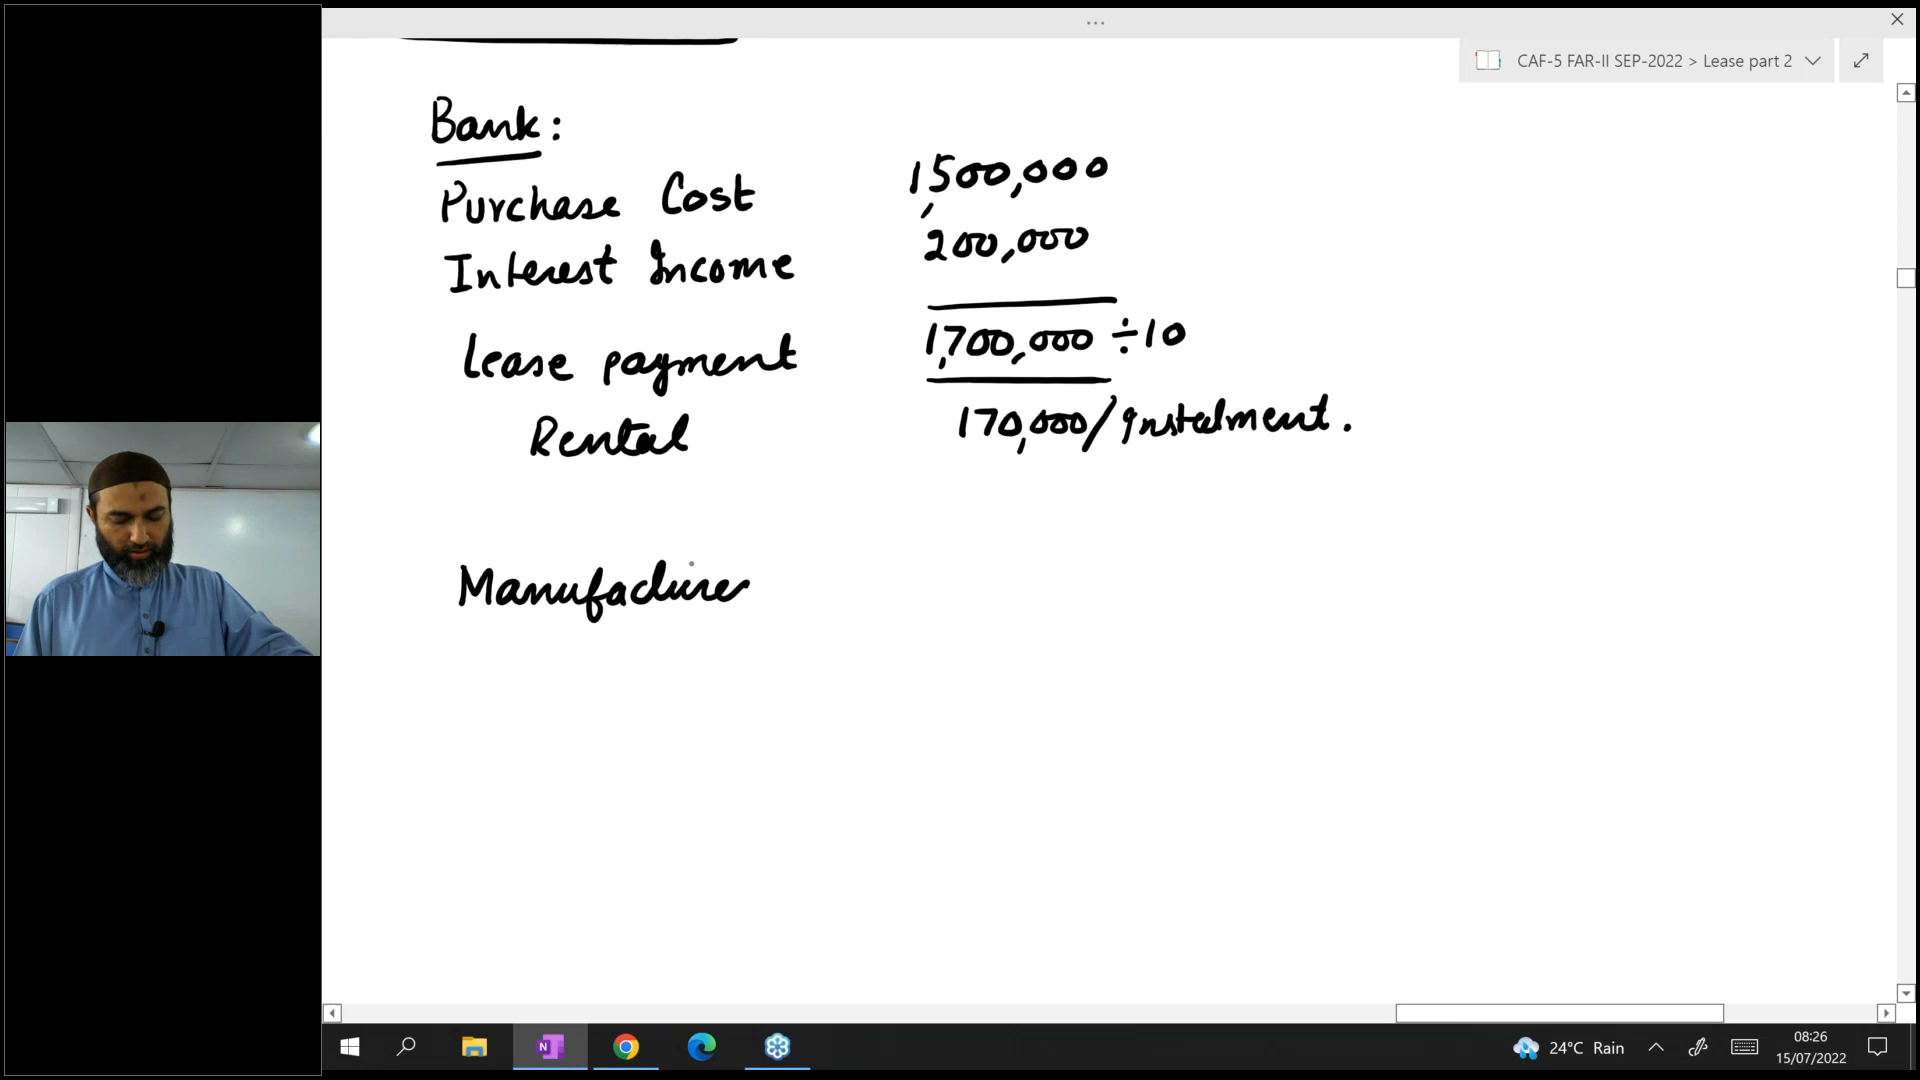 CAF-5 FAR-II SEP-2022 > Lease part 2
Bank:
Purchase Cost 1,500,000
Interest Income 200,000
Lease payment 1,700,000 ÷ 10
Rental 170,000/Instalment.
Manufacturer
24°C Rain
08:26
15/07/2022